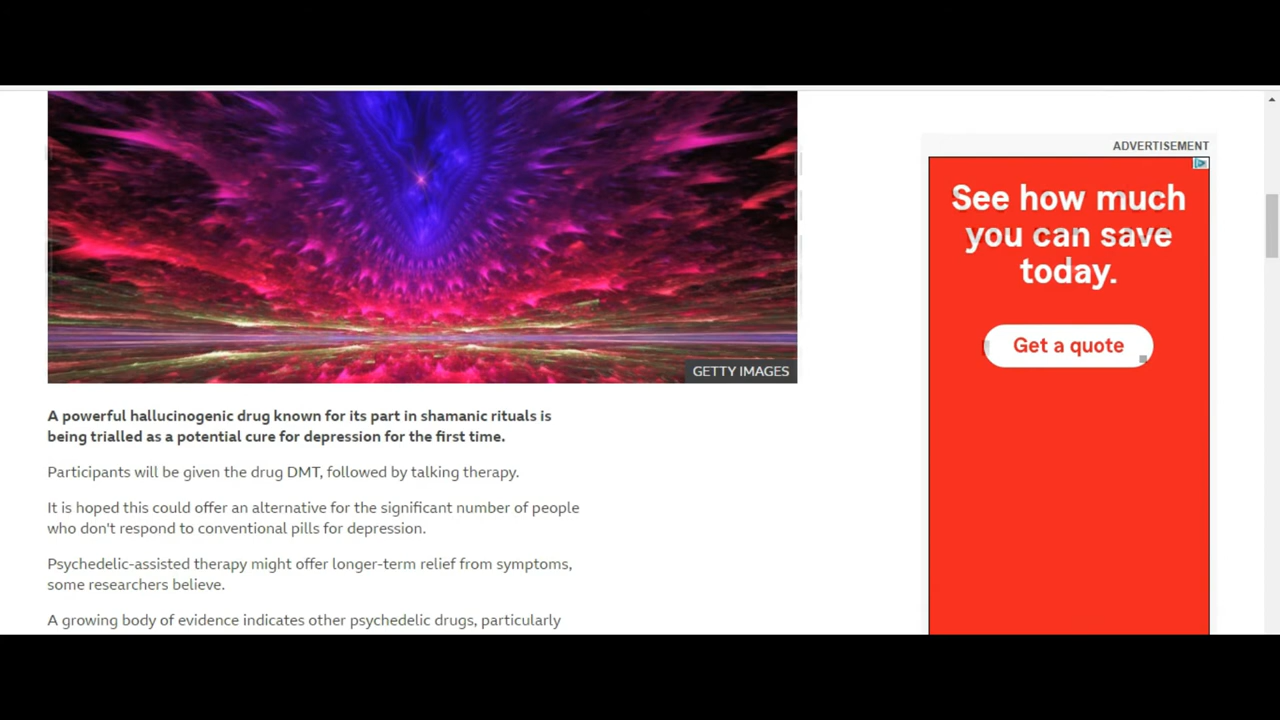 ADVERTISEMENT
See how much
you can save
today.
Get a quote
GETTY IMAGES
A powerful hallucinogenic drug known for its part in shamanic rituals is
being trialled as a potential cure for depression for the first time.
Participants will be given the drug DMT, followed by talking therapy.
It is hoped this could offer an alternative for the significant number of people
who don't respond to conventional pills for depression.
Psychedelic-assisted therapy might offer longer-term relief from symptoms,
some researchers believe.
A growing body of evidence indicates other psychedelic drugs, particularly